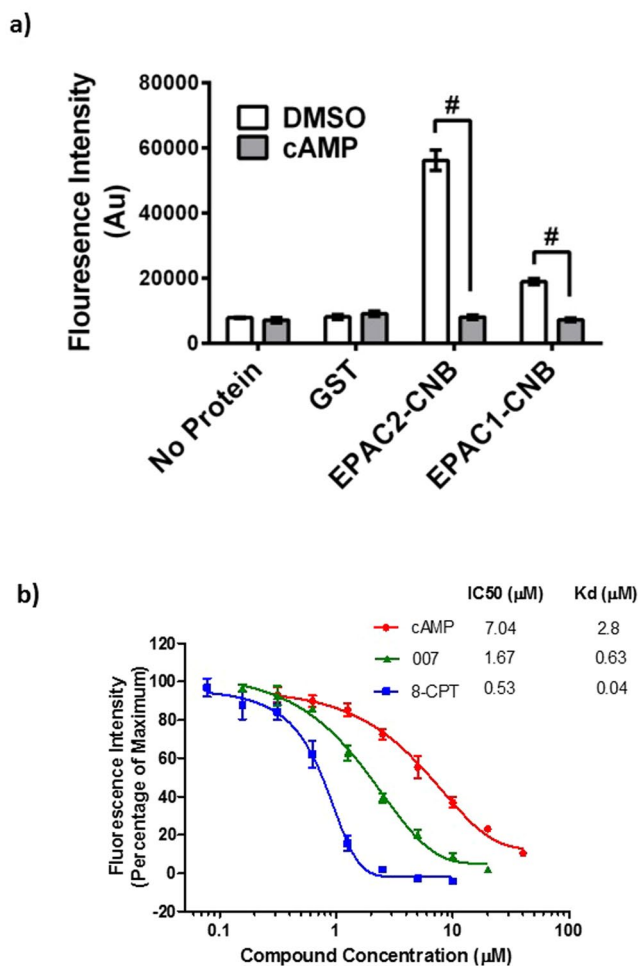 a)
Flouresence Intensity
(Au)
80000
60000
40000
20000
0
DMSO
cAMP
#
#
No Protein
GST
EPAC2-CNB
EPAC1-CNB
b)
IC50 (µM) Kd (µM)
cAMP 7.04 2.8
007 1.67 0.63
8-CPT 0.53 0.04
Fluorescence Intensity
(Percentage of Maximum)
120
100
80
60
40
20
0
-20
0.1 1 10 100
Compound Concentration (µM)